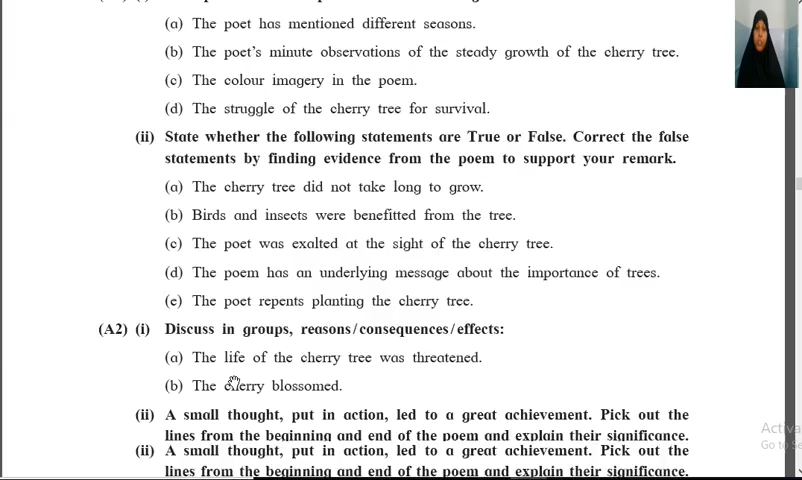 (a) The poet has mentioned different seasons.
(b) The poet's minute observations of the steady growth of the cherry tree.
(c) The colour imagery in the poem.
(d) The struggle of the cherry tree for survival.
(ii) State whether the following statements are True or False. Correct the false
statements by finding evidence from the poem to support your remark.
(a) The cherry tree did not take long to grow.
(b) Birds and insects were benefitted from the tree.
(c) The poet was exalted at the sight of the cherry tree.
(d) The poem has an underlying message about the importance of trees.
(e) The poet repents planting the cherry tree.
(A2) (i) Discuss in groups, reasons/consequences/effects:
(a) The life of the cherry tree was threatened.
(b) The cherry blossomed.
(ii) A small thought, put in action, led to a great achievement. Pick out the
lines from the beginning and end of the poem and explain their significance.
(ii) A small thought, put in action, led to a great achievement. Pick out the
lines from the beginning and end of the poem and explain their significance.
Go to